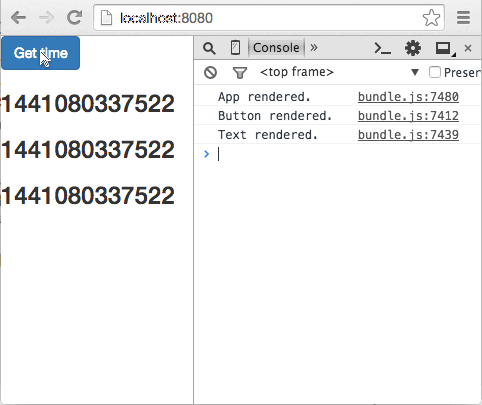 localhost:8080
Get time
1441080337522
1441080337522
1441080337522
Console »
<top frame>
Preser
App rendered. bundle.js:7480
Button rendered. bundle.js:7412
Text rendered. bundle.js:7439